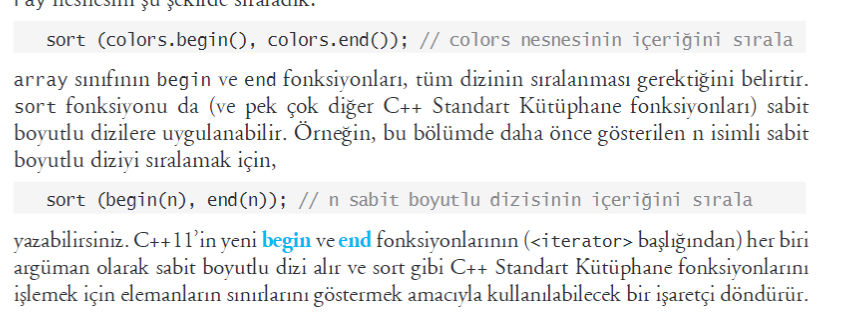 ray nesnesini şu şekilde sıraladık:
sort (colors.begin(), colors.end()); // colors nesnesinin içeriğini sırala
array sınıfının begin ve end fonksiyonları, tüm dizinin sıralanması gerektiğini belirtir.
sort fonksiyonu da (ve pek çok diğer C++ Standart Kütüphane fonksiyonları) sabit
boyutlu dizilere uygulanabilir. Örneğin, bu bölümde daha önce gösterilen n isimli sabit
boyutlu diziyi sıralamak için,
sort (begin(n), end(n)); // n sabit boyutlu dizisinin içeriğini sırala
yazabilirsiniz. C++11’in yeni begin ve end fonksiyonlarının (<iterator> başlığından) her biri
argüman olarak sabit boyutlu dizi alır ve sort gibi C++ Standart Kütüphane fonksiyonlarını
işlemek için elemanların sınırlarını göstermek amacıyla kullanılabilecek bir işaretçi döndürür.